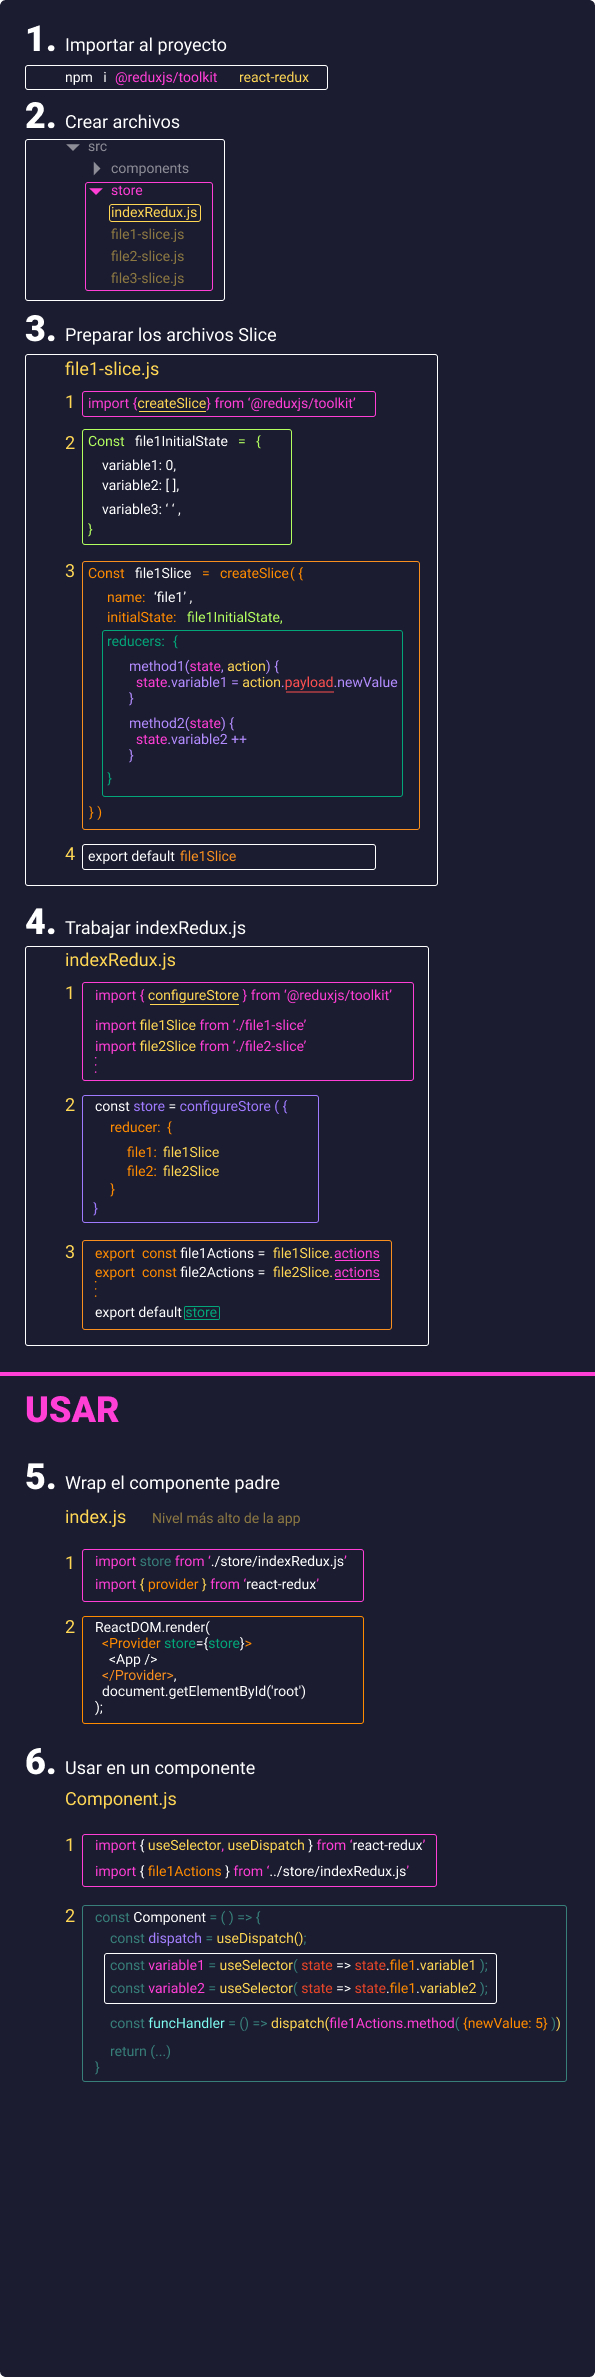 1. Importar al proyecto
npm i @reduxjs/toolkit react-redux
2. Crear archivos
src
components
store
indexRedux.js
file1-slice.js
file2-slice.js
file3-slice.js
3. Preparar los archivos Slice
file1-slice.js
1 import {createSlice} from ‘@reduxjs/toolkit’
2 Const file1InitialState = {
variable1: 0,
variable2: [ ],
variable3: ‘ ‘ ,
}
3 Const file1Slice = createSlice( {
name: ‘file1’ ,
initialState: file1InitialState,
reducers: {
method1(state, action) {
state.variable1 = action.payload.newValue
}
method2(state) {
state.variable2 ++
}
}
} )
4 export default file1Slice
4. Trabajar indexRedux.js
indexRedux.js
1 import { configureStore } from ‘@reduxjs/toolkit’
import file1Slice from ‘./file1-slice’
import file2Slice from ‘./file2-slice’
⋮
2 const store = configureStore ( {
reducer: {
file1: file1Slice
file2: file2Slice
}
}
3 export const file1Actions = file1Slice.actions
export const file2Actions = file2Slice.actions
⋮
export default store
USAR
5. Wrap el componente padre
index.js Nivel más alto de la app
1 import store from ‘./store/indexRedux.js’
import { provider } from ‘react-redux’
2 ReactDOM.render(
<Provider store={store}>
<App />
</Provider>,
document.getElementById('root')
);
6. Usar en un componente
Component.js
1 import { useSelector, useDispatch } from ‘react-redux’
import { file1Actions } from ‘../store/indexRedux.js’
2 const Component = ( ) => {
const dispatch = useDispatch();
const variable1 = useSelector( state => state.file1.variable1 );
const variable2 = useSelector( state => state.file1.variable2 );
const funcHandler = () => dispatch(file1Actions.method( {newValue: 5} ))
return (...)
}